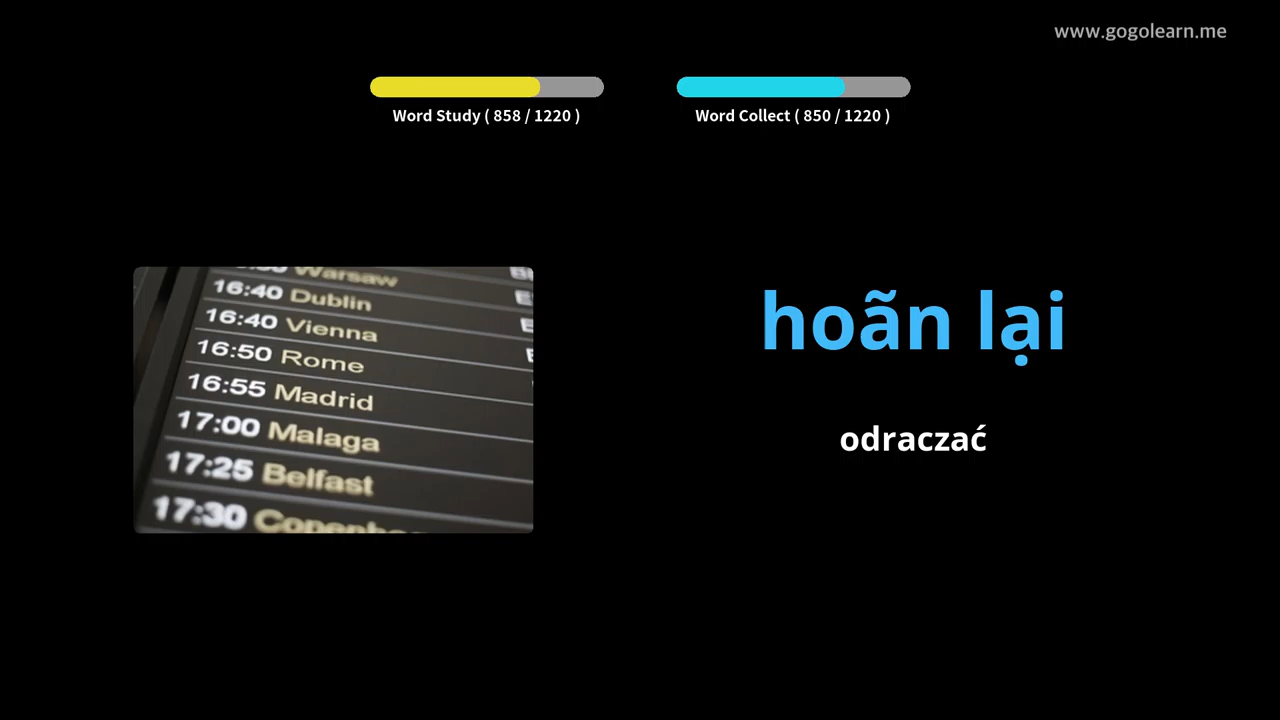 www.gogolearn.me
Word Study ( 858 / 1220 )
Word Collect ( 850 / 1220 )
Warsaw
16:40 Dublin
16:40 Vienna
16:50 Rome
16:55 Madrid
17:00 Malaga
17:25 Belfast
17:30
hoãn lại
odraczać